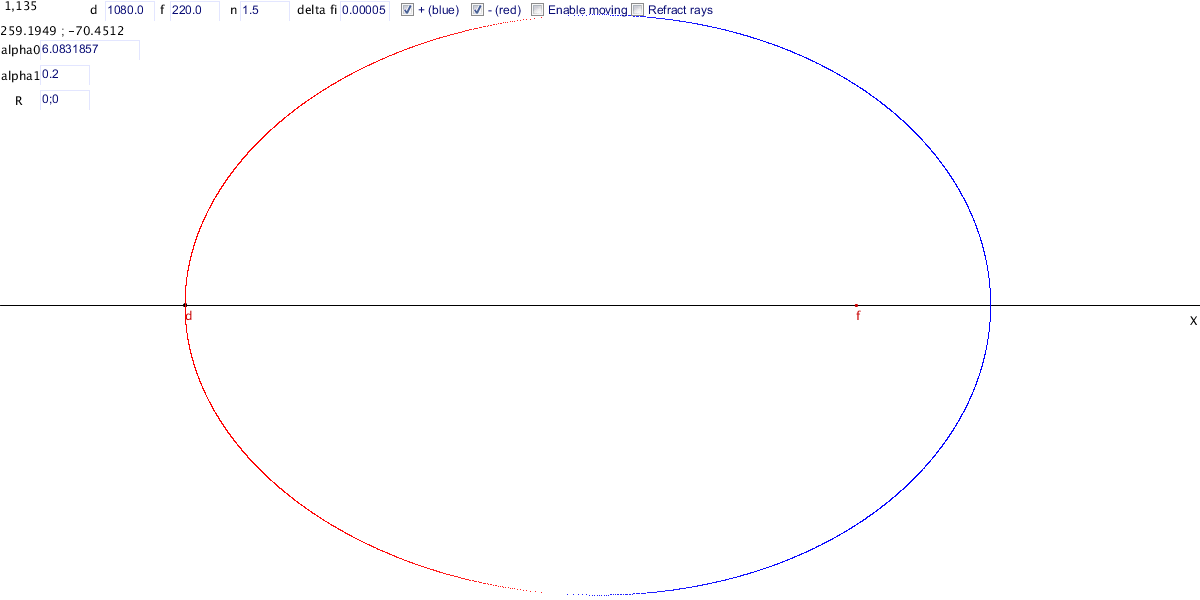 1,135 d 1080.0 f 220.0 n 1.5 delta fi 0.00005 + (blue) - (red) Enable moving Refract rays
259.1949 ; -70.4512
alpha0 6.0831857
alpha1 0.2
R 0;0
d f
X